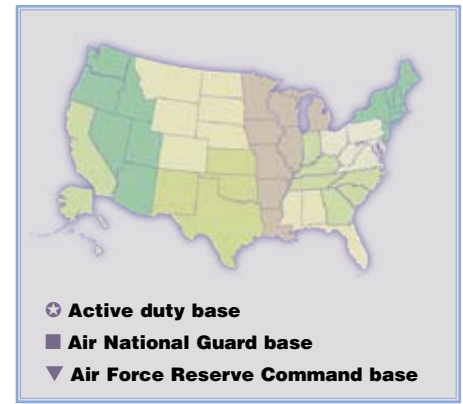 Active duty base
Air National Guard base
Air Force Reserve Command base